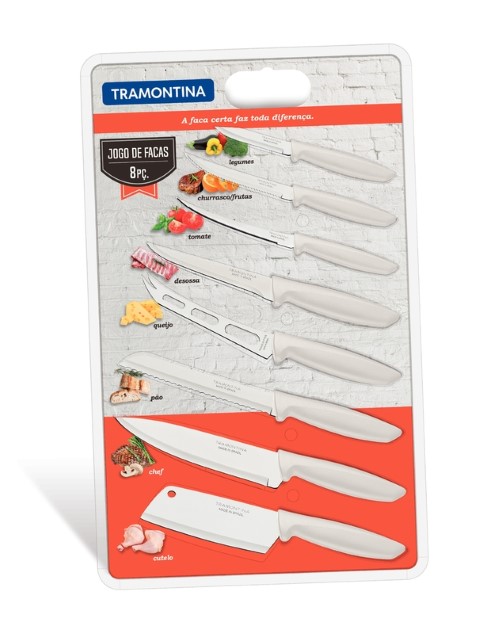 TRAMONTINA
A faca certa faz toda diferença.
JOGO DE FACAS
8PÇ.
legumes
churrasco/frutas
tomate
desossa
queijo
pão
chef
cutelo